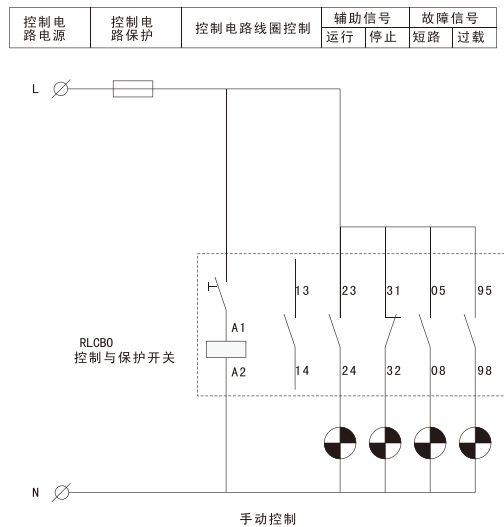 控制电
路电源
控制电
路保护
控制电路线圈控制
辅助信号
故障信号
运行
停止
短路
过载
L
13
23
31
05
95
A1
RLCBO
控制与保护开关
A2
14
24
32
08
98
N
手动控制